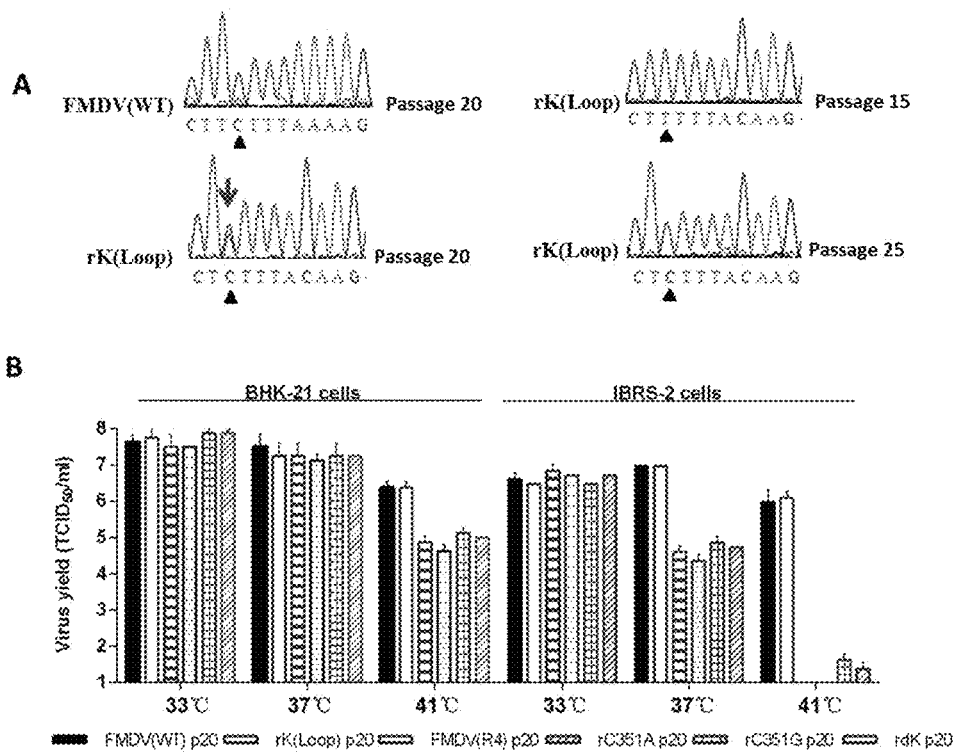 A
FMDV(WT)
CTTCTTTAAAAG
Passage 20
rK(Loop)
CTTTTTACAAG
Passage 15
rK(Loop)
CTCTTTACAAG
Passage 20
rK(Loop)
CTCTTTACAAG
Passage 25
B
BHK-21 cells
IBRS-2 cells
Virus yield (TCID50/ml)
8
7
6
5
4
3
2
1
33℃ 37℃ 41℃ 33℃ 37℃ 41℃
FMDV(WT) p20 rK(Loop) p20 FMDV(R4) p20 rC351A p20 rC351G p20 rdK p20